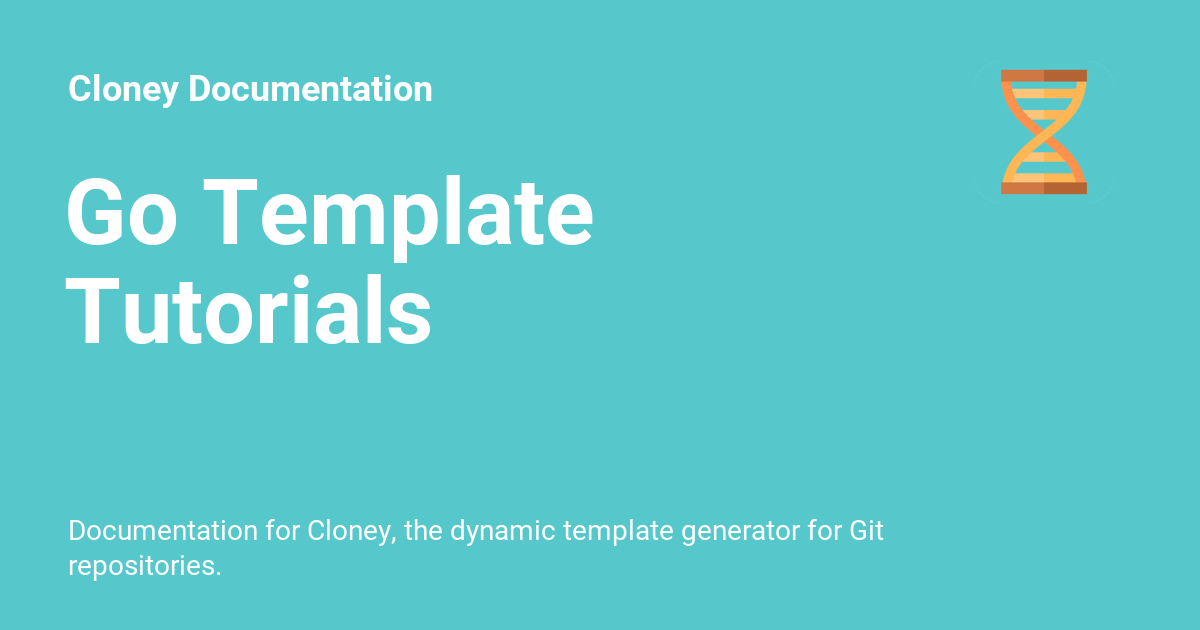 Cloney Documentation
Go Template
Tutorials
Documentation for Cloney, the dynamic template generator for Git
repositories.